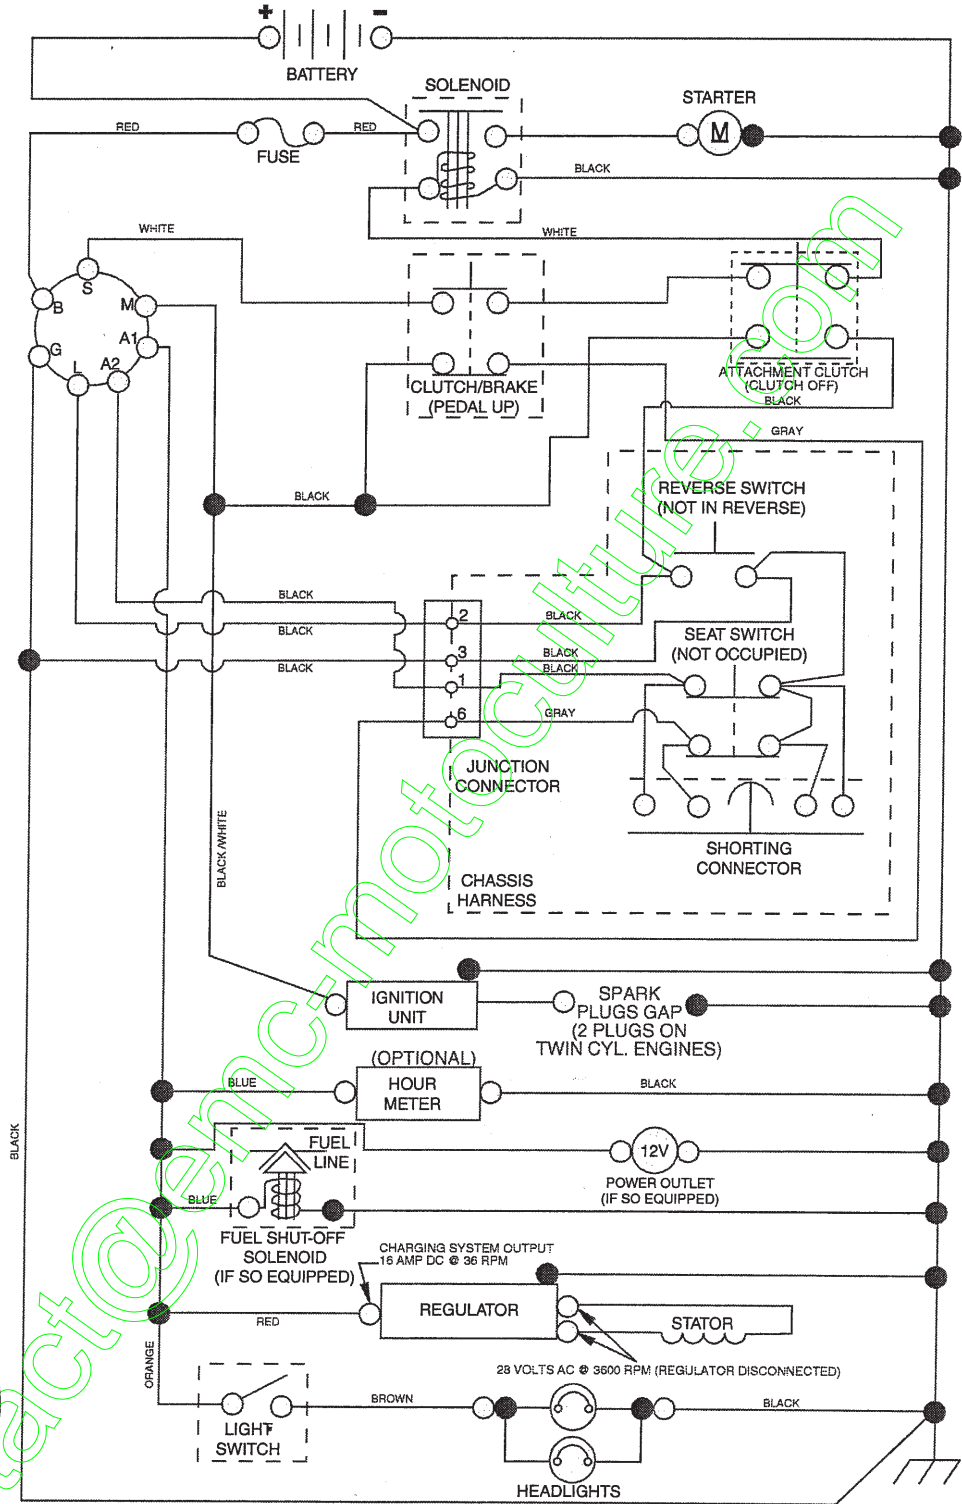 + -
BATTERY
SOLENOID
STARTER
M
RED
RED
FUSE
BLACK
WHITE
WHITE
S
B
M
G
A1
A2
L
CLUTCH/BRAKE
(PEDAL UP)
ATTACHMENT CLUTCH
(CLUTCH OFF)
BLACK
GRAY
BLACK
REVERSE SWITCH
(NOT IN REVERSE)
BLACK
2
BLACK
BLACK
SEAT SWITCH
(NOT OCCUPIED)
3
BLACK
BLACK
BLACK
1
6
GRAY
JUNCTION
CONNECTOR
SHORTING
CONNECTOR
BLACK/WHITE
CHASSIS
HARNESS
IGNITION
UNIT
SPARK
PLUGS GAP
(2 PLUGS ON
TWIN CYL. ENGINES)
(OPTIONAL)
BLUE
HOUR
METER
BLACK
BLACK
FUEL
LINE
12V
POWER OUTLET
(IF SO EQUIPPED)
BLUE
FUEL SHUT-OFF
SOLENOID
(IF SO EQUIPPED)
CHARGING SYSTEM OUTPUT
16 AMP DC @ 36 RPM
REGULATOR
RED
STATOR
ORANGE
28 VOLTS AC @ 3600 RPM (REGULATOR DISCONNECTED)
BROWN
BLACK
LIGHT
SWITCH
HEADLIGHTS
act@emc-motoculture.com